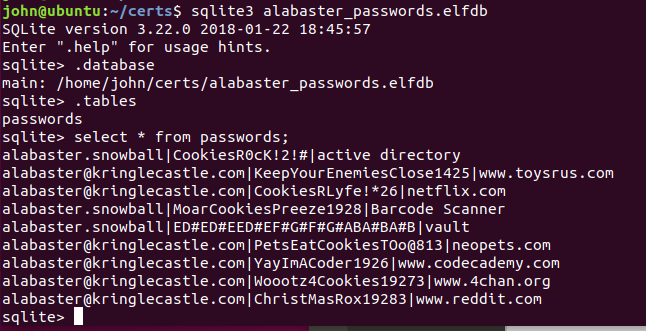 john@ubuntu:~/certs$ sqlite3 alabaster_passwords.elfdb
SQLite version 3.22.0 2018-01-22 18:45:57
Enter ".help" for usage hints.
sqlite> .database
main: /home/john/certs/alabaster_passwords.elfdb
sqlite> .tables
passwords
sqlite> select * from passwords;
alabaster.snowball|CookiesR0cK!2!#|active directory
alabaster@kringlecastle.com|KeepYourEnemiesClose1425|www.toysrus.com
alabaster@kringlecastle.com|CookiesRLyfe!*26|netflix.com
alabaster.snowball|MoarCookiesPreeze1928|Barcode Scanner
alabaster.snowball|ED#ED#EED#EF#G#F#G#ABA#BA#B|vault
alabaster@kringlecastle.com|PetsEatCookiesTOo@813|neopets.com
alabaster@kringlecastle.com|YayImACoder1926|www.codecademy.com
alabaster@kringlecastle.com|Woootz4Cookies19273|www.4chan.org
alabaster@kringlecastle.com|ChristMasRox19283|www.reddit.com
sqlite>